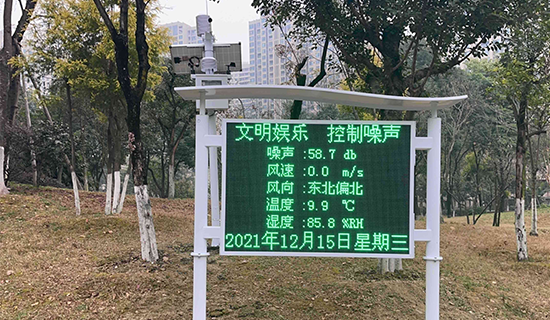 文明娱乐 控制噪声
噪声:58.7 db
风速:0.0 m/s
风向:东北偏北
温度:9.9 ℃
湿度:85.8 %RH
2021年12月15日星期三